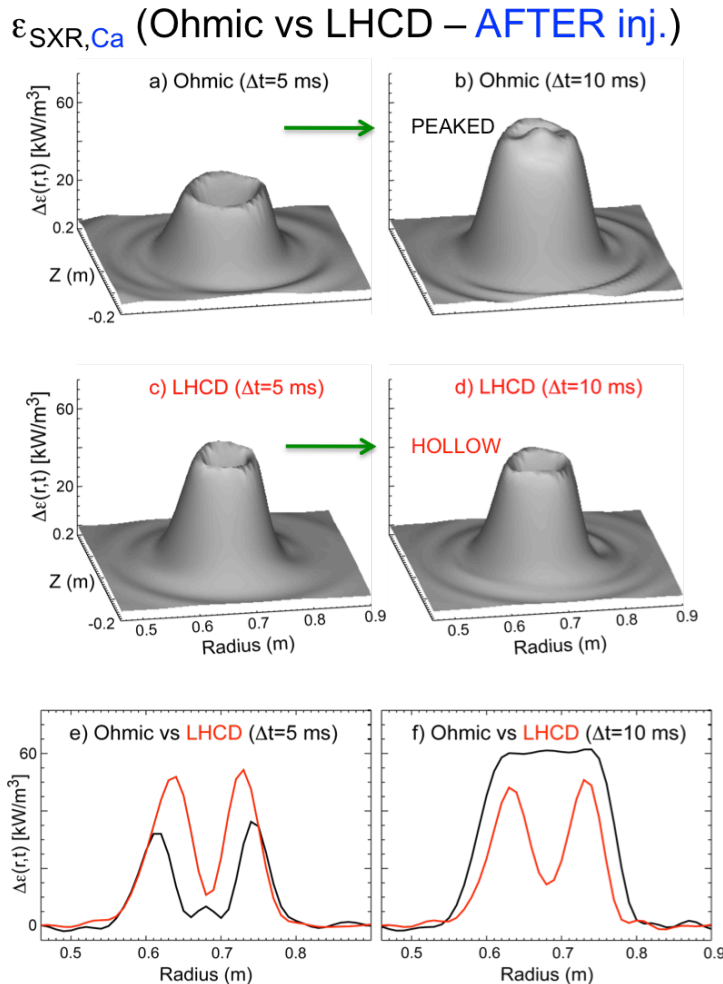 εSXR,Ca (Ohmic vs LHCD – AFTER inj.)
a) Ohmic (Δt=5 ms)
b) Ohmic (Δt=10 ms)
PEAKED
Δε(r,t) [kW/m³]
60
20
0.2
Z (m)
-0.2
c) LHCD (Δt=5 ms)
d) LHCD (Δt=10 ms)
HOLLOW
Δε(r,t) [kW/m³]
60
20
0.2
Z (m)
-0.2
0.5 0.6 0.7 0.8 0.9
Radius (m)
0.5 0.6 0.7 0.8 0.9
Radius (m)
e) Ohmic vs LHCD (Δt=5 ms)
f) Ohmic vs LHCD (Δt=10 ms)
Δε(r,t) [kW/m³]
60
0
0.5 0.6 0.7 0.8
Radius (m)
0.5 0.6 0.7 0.8 0.9
Radius (m)